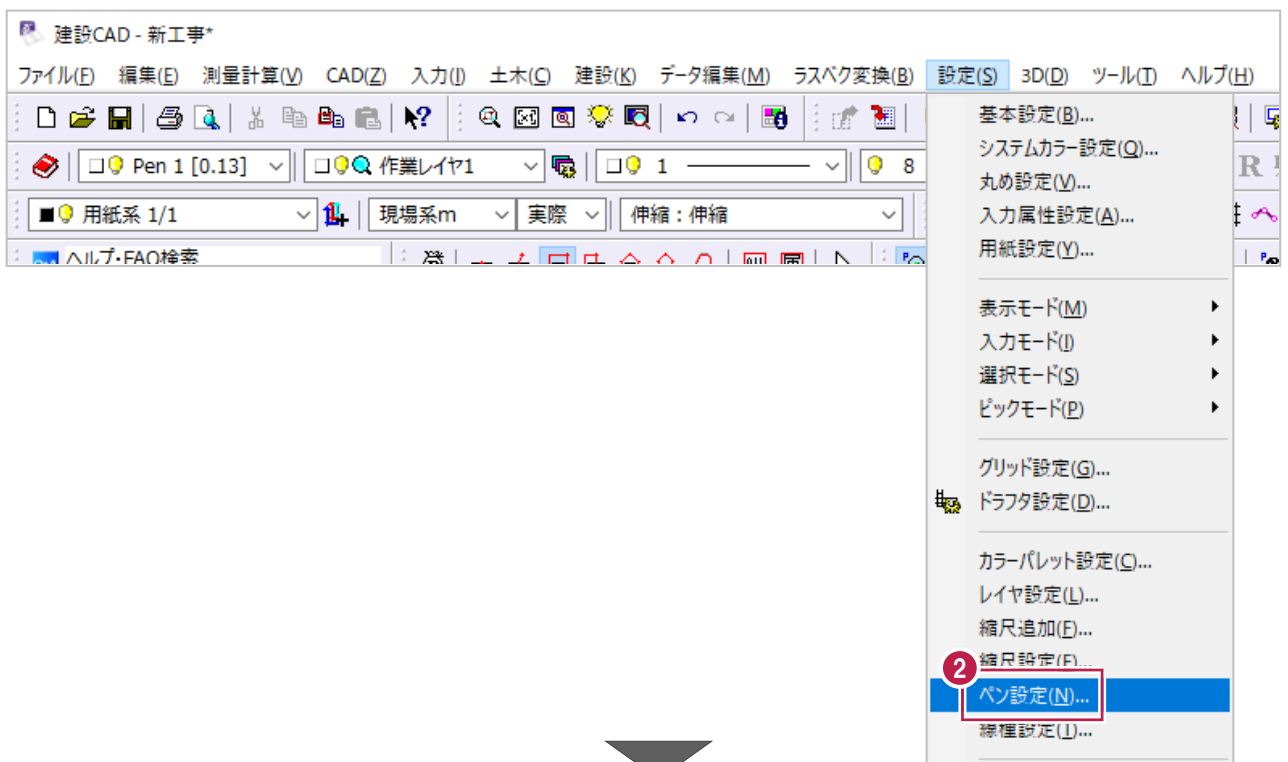 建設CAD - 新工事*
ファイル(F) 編集(E) 測量計算(V) CAD(Z) 入力(I) 土木(C) 建設(K) データ編集(M) ラスベク変換(B) 設定(S) 3D(D) ツール(T) ヘルプ(H)
Pen 1 [0.13] 作業レイヤ1 1 8 R
用紙系 1/1 現場系m 実際 伸縮 : 伸縮
ヘルプ・FAQ検索
基本設定(B)...
システムカラー設定(Q)...
丸め設定(V)...
入力属性設定(A)...
用紙設定(Y)...
表示モード(M)
入力モード(I)
選択モード(S)
ピックモード(P)
グリッド設定(G)...
ドラフタ設定(D)...
カラーパレット設定(C)...
レイヤ設定(L)...
縮尺追加(F)...
縮尺設定(E)...
2 ペン設定(N)...
線種設定(T)...